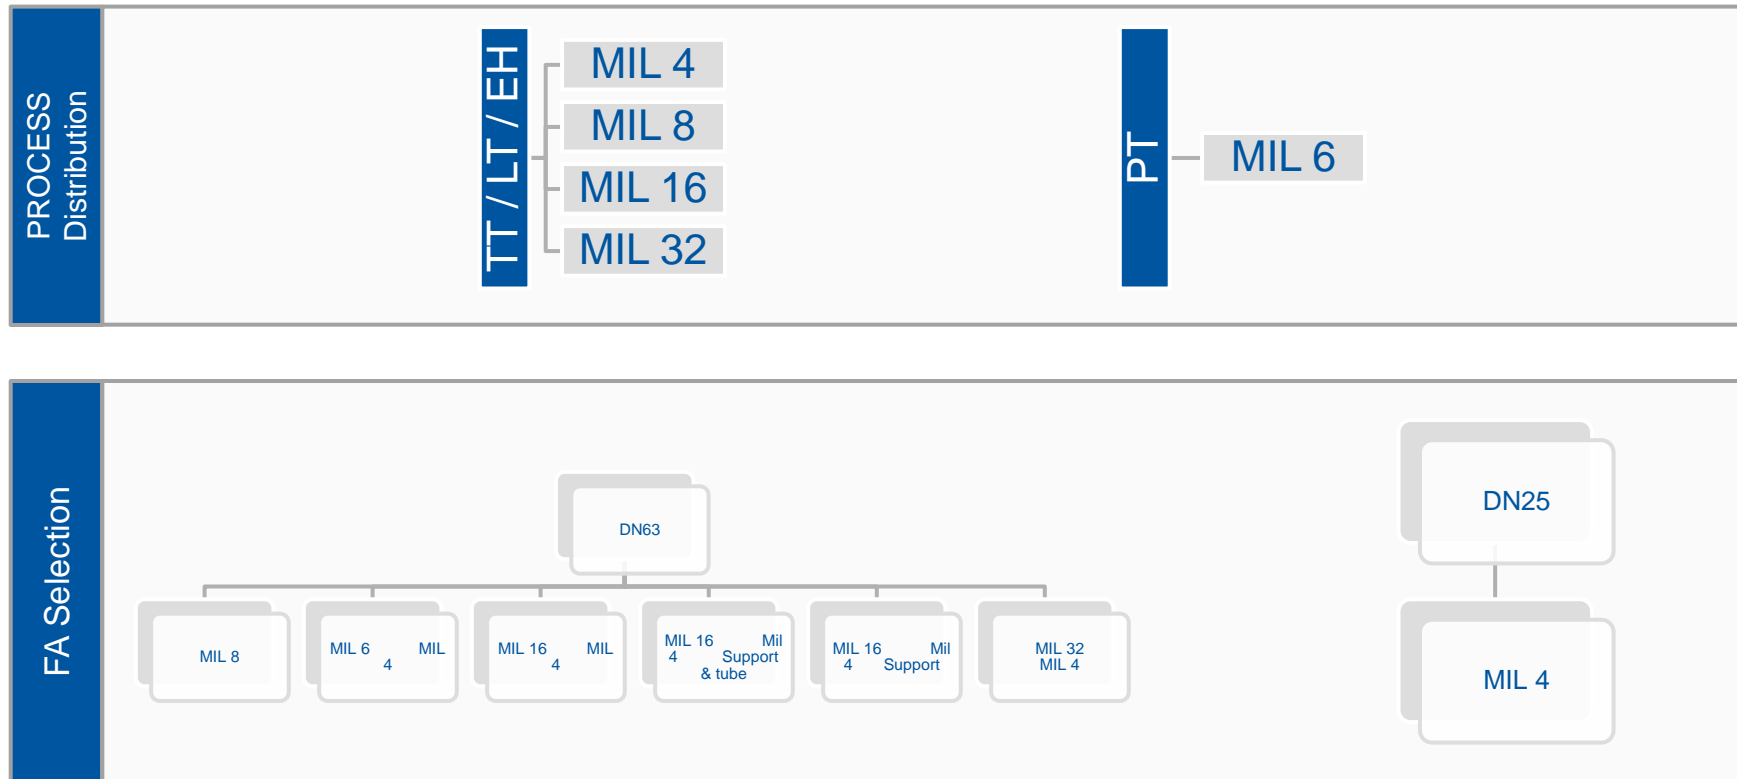 PROCESS
Distribution
TT / LT / EH
MIL 4
MIL 8
MIL 16
MIL 32
PT
MIL 6
FA Selection
DN63
MIL 8
MIL 6 MIL
4
MIL 16 MIL
4
MIL 16 Mil
4 Support
& tube
MIL 16 Mil
4 Support
MIL 32
MIL 4
DN25
MIL 4